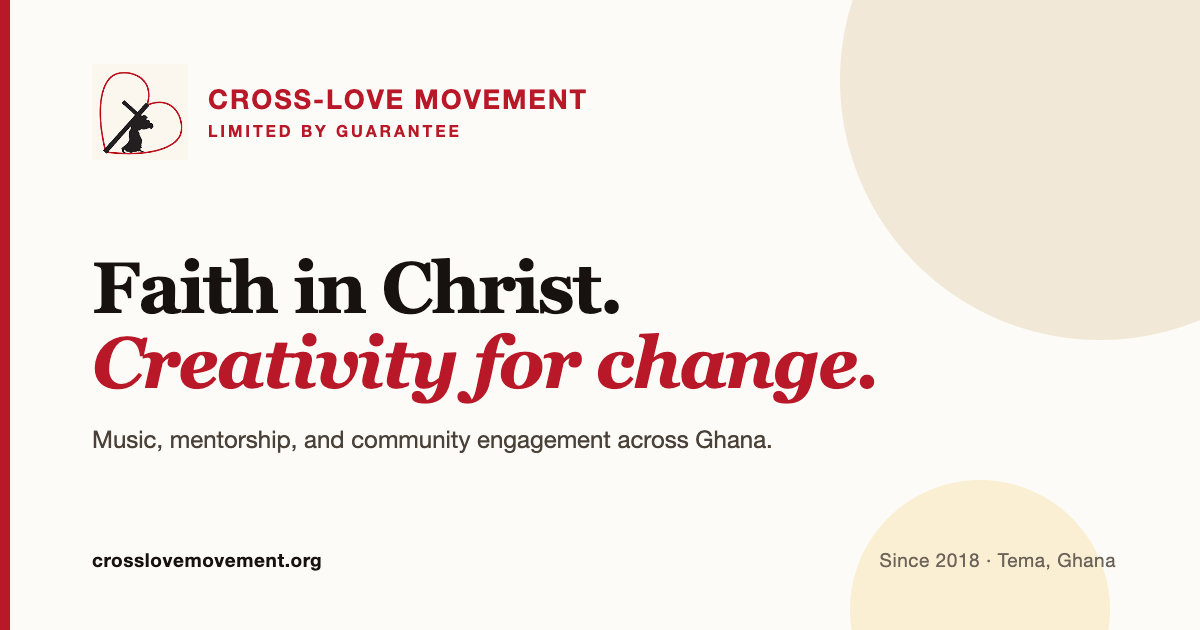 CROSS-LOVE MOVEMENT
LIMITED BY GUARANTEE
Faith in Christ.
Creativity for change.
Music, mentorship, and community engagement across Ghana.
crosslovemovement.org
Since 2018 · Tema, Ghana